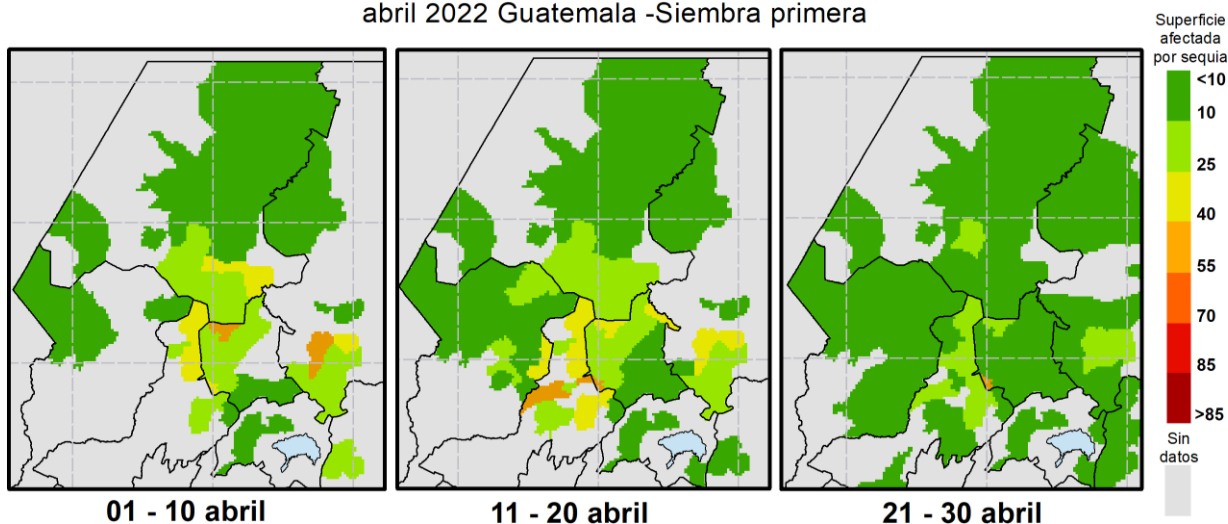 abril 2022 Guatemala -Siembra primera
Superficie
afectada
por sequia
<10
10
25
40
55
70
85
>85
Sin
datos
01 - 10 abril
11 - 20 abril
21 - 30 abril